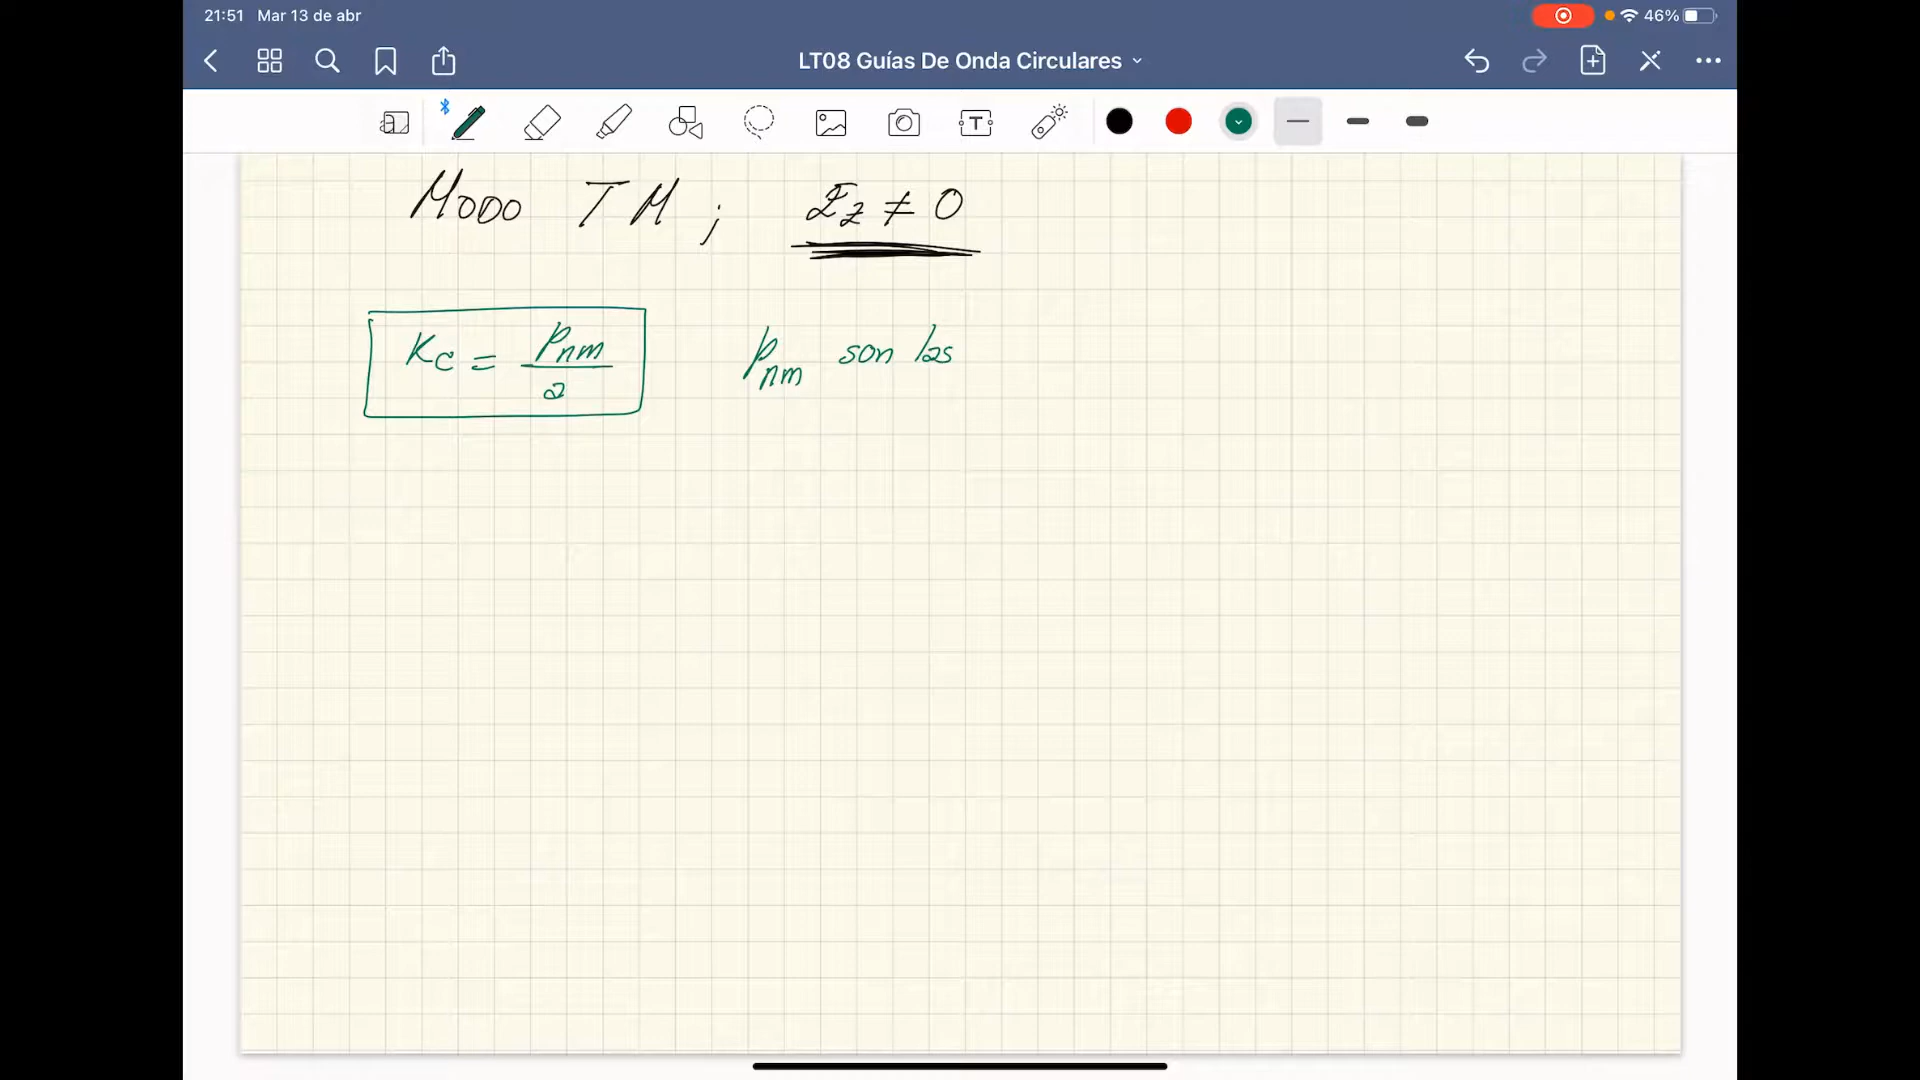 21:51 Mar 13 de abr 46%
LT08 Guías De Onda Circulares
MODO TM; Ez ≠ 0
Kc = pnm / a pnm son las